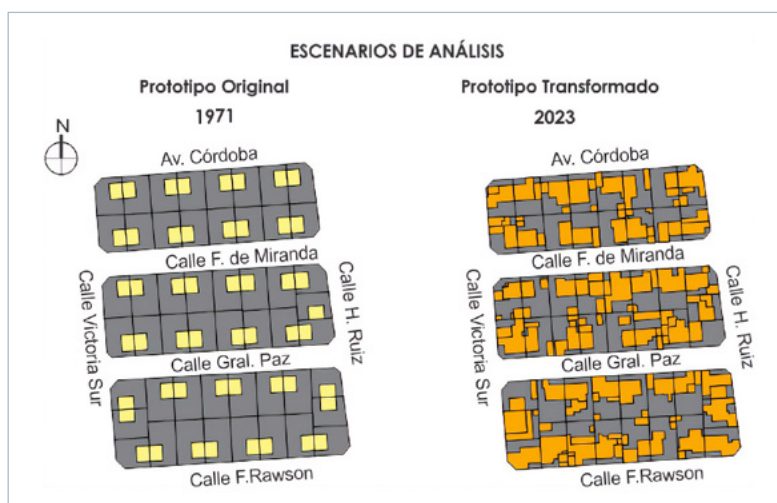 ESCENARIOS DE ANÁLISIS
Prototipo Original
1971
N
Av. Córdoba
Calle F. de Miranda
Calle Victoria Sur
Calle H. Ruiz
Calle Gral. Paz
Calle F.Rawson
Prototipo Transformado
2023
Av. Córdoba
Calle F. de Miranda
Calle Victoria Sur
Calle H. Ruiz
Calle Gral. Paz
Calle F.Rawson